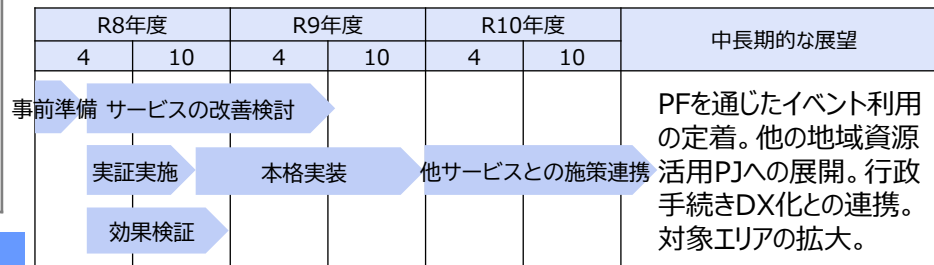 R8年度 R9年度 R10年度 中長期的な展望
4 10 4 10 4 10
事前準備 サービスの改善検討
実証実施 本格実装 他サービスとの施策連携
効果検証
PFを通じたイベント利用
の定着。他の地域資源
活用PJへの展開。行政
手続きDX化との連携。
対象エリアの拡大。